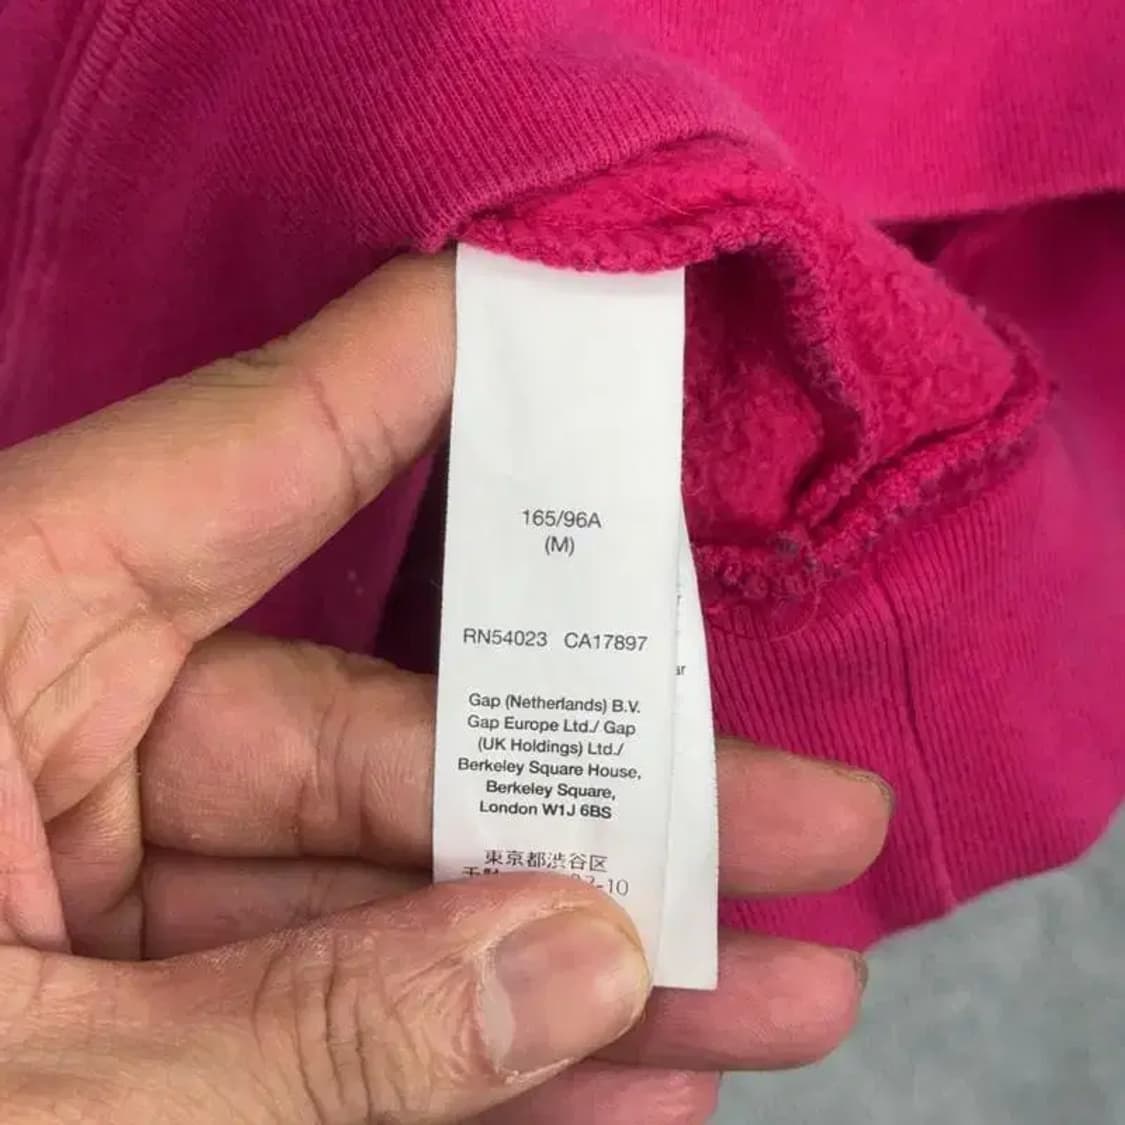 165/96A
(M)
RN54023 CA17897
Gap (Netherlands) B.V.
Gap Europe Ltd./ Gap
(UK Holdings) Ltd./
Berkeley Square House,
Berkeley Square,
London W1J 6BS
東京都渋谷区
-10